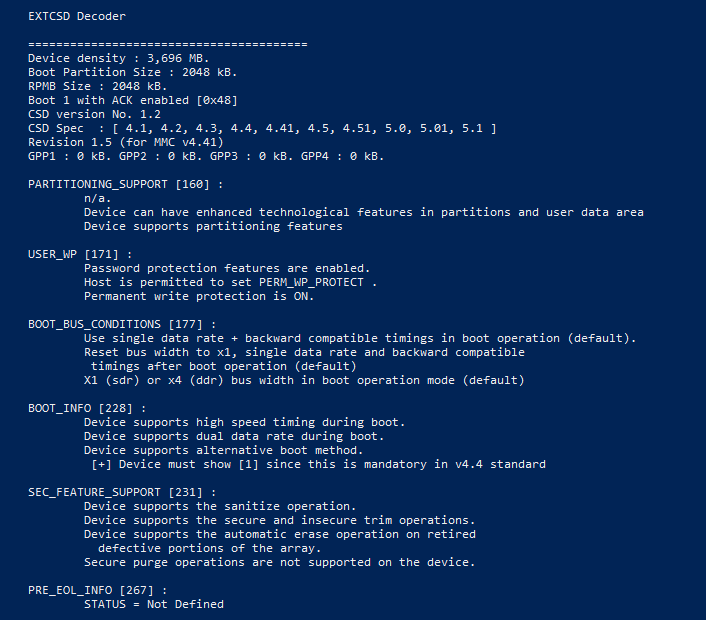 EXTCSD Decoder
========================================
Device density : 3,696 MB.
Boot Partition Size : 2048 kB.
RPMB Size : 2048 kB.
Boot 1 with ACK enabled [0x48]
CSD version No. 1.2
CSD Spec  : [ 4.1, 4.2, 4.3, 4.4, 4.41, 4.5, 4.51, 5.0, 5.01, 5.1 ]
Revision 1.5 (for MMC v4.41)
GPP1 : 0 kB. GPP2 : 0 kB. GPP3 : 0 kB. GPP4 : 0 kB.

PARTITIONING_SUPPORT [160] :
        n/a.
        Device can have enhanced technological features in partitions and user data area
        Device supports partitioning features

USER_WP [171] :
        Password protection features are enabled.
        Host is permitted to set PERM_WP_PROTECT .
        Permanent write protection is ON.

BOOT_BUS_CONDITIONS [177] :
        Use single data rate + backward compatible timings in boot operation (default).
        Reset bus width to x1, single data rate and backward compatible
         timings after boot operation (default)
        X1 (sdr) or x4 (ddr) bus width in boot operation mode (default)

BOOT_INFO [228] :
        Device supports high speed timing during boot.
        Device supports dual data rate during boot.
        Device supports alternative boot method.
         [+] Device must show [1] since this is mandatory in v4.4 standard

SEC_FEATURE_SUPPORT [231] :
        Device supports the sanitize operation.
        Device supports the secure and insecure trim operations.
        Device supports the automatic erase operation on retired
          defective portions of the array.
        Secure purge operations are not supported on the device.

PRE_EOL_INFO [267] :
        STATUS = Not Defined